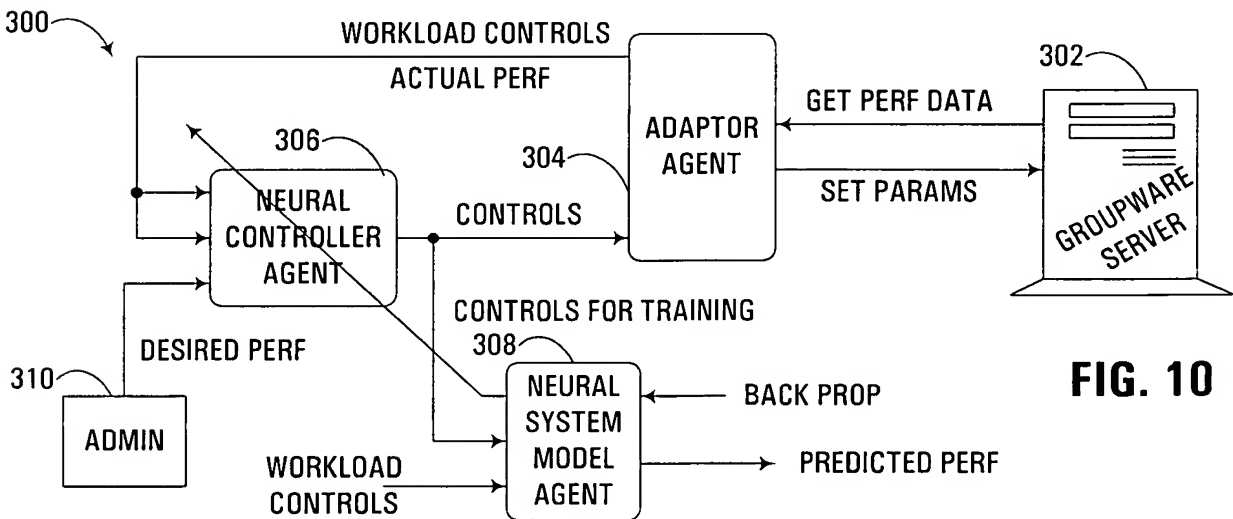 300
WORKLOAD CONTROLS
ACTUAL PERF
302
GET PERF DATA
ADAPTOR
AGENT
304
306
SET PARAMS
NEURAL
CONTROLLER
AGENT
CONTROLS
GROUPWARE
SERVER
CONTROLS FOR TRAINING
DESIRED PERF
308
310
ADMIN
NEURAL
SYSTEM
MODEL
AGENT
BACK PROP
FIG. 10
WORKLOAD
CONTROLS
PREDICTED PERF